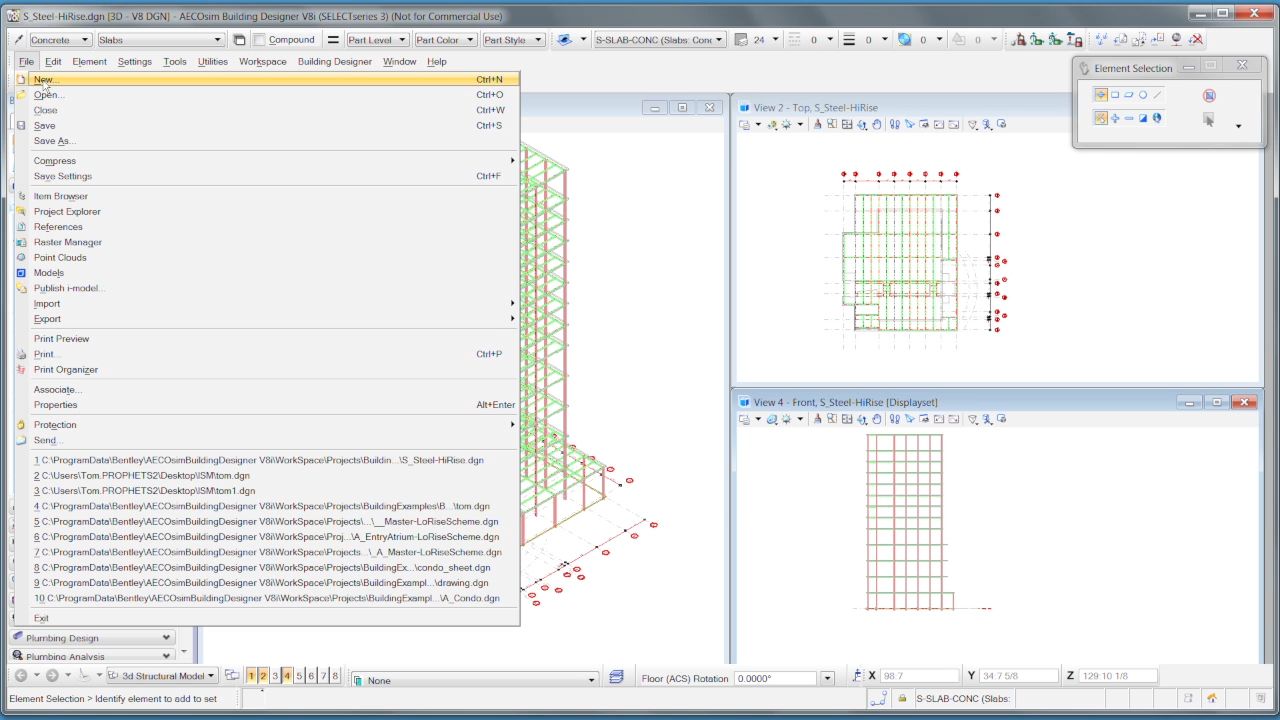 S_Steel-HiRise.dgn [3D - V8 DGN] - AECOsim Building Designer V8i (SELECTseries 3) (Not for Commercial Use)
Concrete Slabs Compound Part Level Part Color Part Style S-SLAB-CONC (Slabs: Conc 24 0 0 0 0
File Edit Element Settings Tools Utilities Workspace Building Designer Window Help
Element Selection
New... Ctrl+N
Open... Ctrl+O
Close Ctrl+W
Save Ctrl+S
Save As...
Compress
Save Settings Ctrl+F
Item Browser
Project Explorer
References
Raster Manager
Point Clouds
Models
Publish i-model...
Import
Export
Print Preview
Print... Ctrl+P
Print Organizer
Associate...
Properties Alt+Enter
Protection
Send...
1 C:\ProgramData\Bentley\AECOsimBuildingDesigner V8i\WorkSpace\Projects\Buildin...\S_Steel-HiRise.dgn
2 C:\Users\Tom.PROPHETS2\Desktop\ISM\tom.dgn
3 C:\Users\Tom.PROPHETS2\Desktop\ISM\tom1.dgn
4 C:\ProgramData\Bentley\AECOsimBuildingDesigner V8i\WorkSpace\Projects\BuildingExamples\B...\tom.dgn
5 C:\ProgramData\Bentley\AECOsimBuildingDesigner V8i\WorkSpace\Projects\...\__Master-LoRiseScheme.dgn
6 C:\ProgramData\Bentley\AECOsimBuildingDesigner V8i\WorkSpace\Proj...\A_EntryAtrium-LoRiseScheme.dgn
7 C:\ProgramData\Bentley\AECOsimBuildingDesigner V8i\WorkSpace\Projects...\_A_Master-LoRiseScheme.dgn
8 C:\ProgramData\Bentley\AECOsimBuildingDesigner V8i\WorkSpace\Projects\BuildingEx...\condo_sheet.dgn
9 C:\ProgramData\Bentley\AECOsimBuildingDesigner V8i\WorkSpace\Projects\BuildingExampl...\drawing.dgn
10 C:\ProgramData\Bentley\AECOsimBuildingDesigner V8i\WorkSpace\Projects\BuildingExampl...\A_Condo.dgn
Exit
View 2 - Top, S_Steel-HiRise
View 4 - Front, S_Steel-HiRise [Displayset]
Plumbing Design
Plumbing Analysis
3d Structural Model 1 2 3 4 5 6 7 8 None Floor (ACS) Rotation 0.0000° X 98.7 Y 34.7 5/8 Z 129.10 1/8
Element Selection > Identify element to add to set S-SLAB-CONC (Slabs: